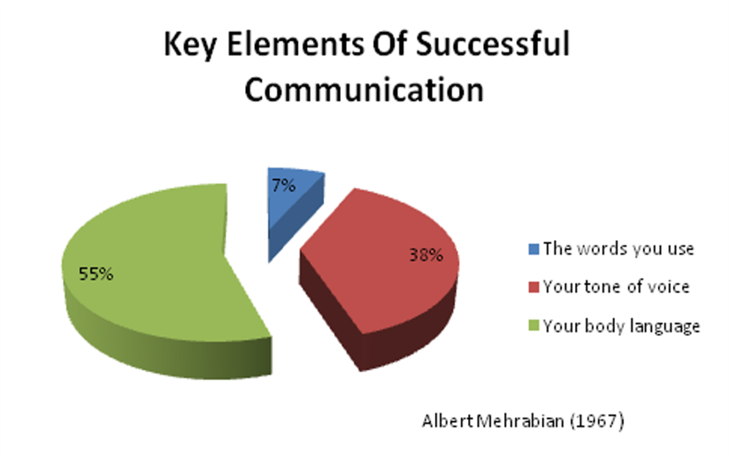 Key Elements Of Successful
Communication
7%
38%
55%
The words you use
Your tone of voice
Your body language
Albert Mehrabian (1967)